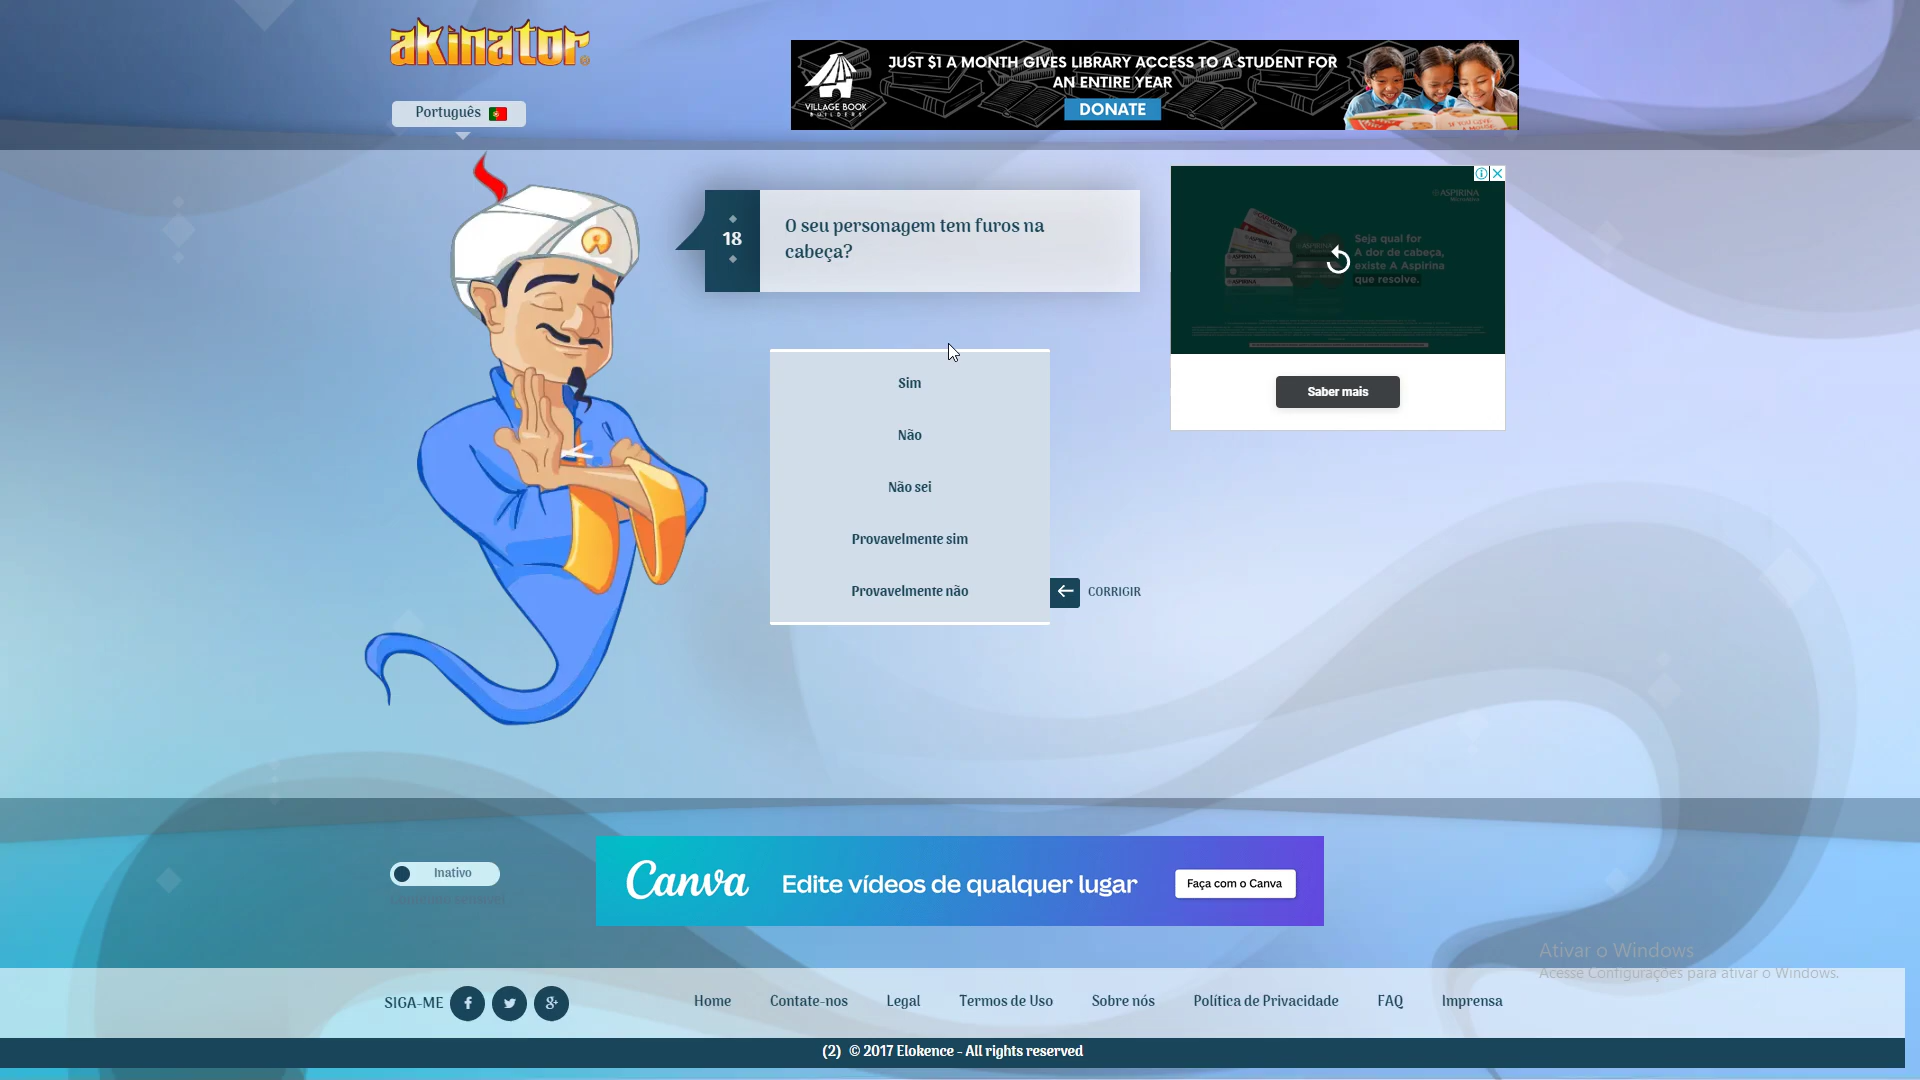 akinator
JUST $1 A MONTH GIVES LIBRARY ACCESS TO A STUDENT FOR
AN ENTIRE YEAR
DONATE
VILLAGE BOOK
BUILDERS
Português
18
O seu personagem tem furos na
cabeça?
ASPIRINA
Seja qual for
A dor de cabeça,
existe A Aspirina
que resolve.
Saber mais
Sim
Não
Não sei
Provavelmente sim
Provavelmente não
CORRIGIR
Inativo
Conteúdo sensível
Canva
Edite vídeos de qualquer lugar
Faça com o Canva
Ativar o Windows
Acesse Configurações para ativar o Windows.
SIGA-ME
Home
Contate-nos
Legal
Termos de Uso
Sobre nós
Política de Privacidade
FAQ
Imprensa
(2) © 2017 Elokence - All rights reserved